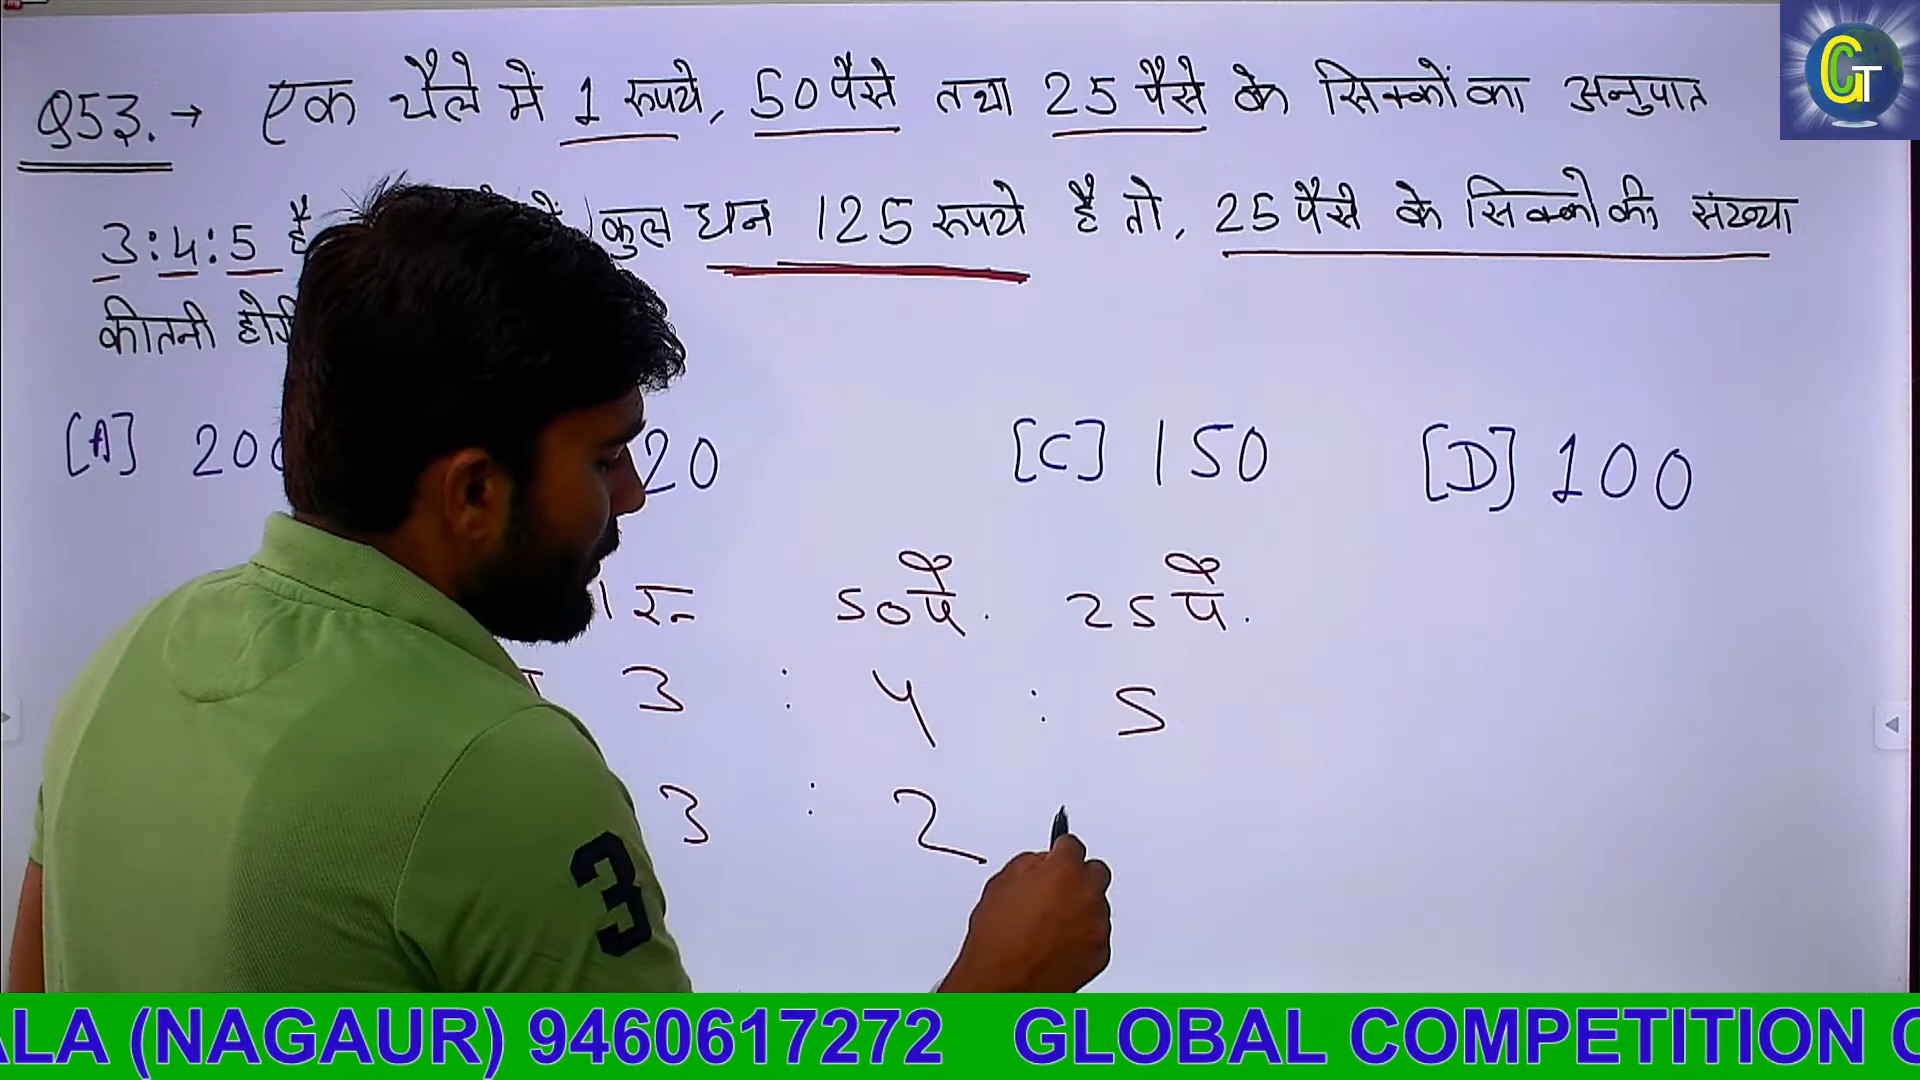 Q53. → एक थैले में 1 रुपये, 50 पैसे तथा 25 पैसे के सिक्कों का अनुपात
3:4:5 है कुल धन 125 रुपये है तो, 25 पैसे के सिक्कों की संख्या
कीतनी
[A] 20 20 [C] 150 [D] 100
1 रु 50 पै. 25 पै.
3 : 4 : 5
3 : 2
3
ALA (NAGAUR) 9460617272 GLOBAL COMPETITION C
GT